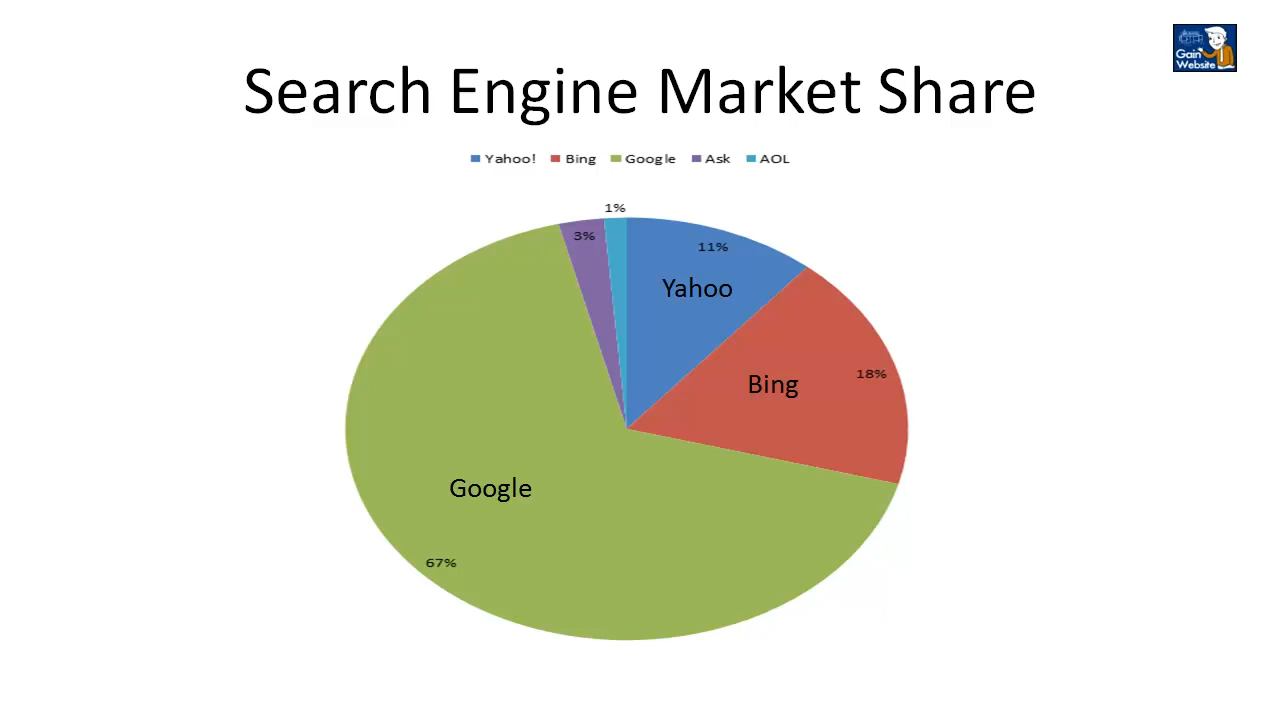 Gain
Website
Search Engine Market Share
Yahoo! Bing Google Ask AOL
1%
3%
11%
Yahoo
18%
Bing
Google
67%